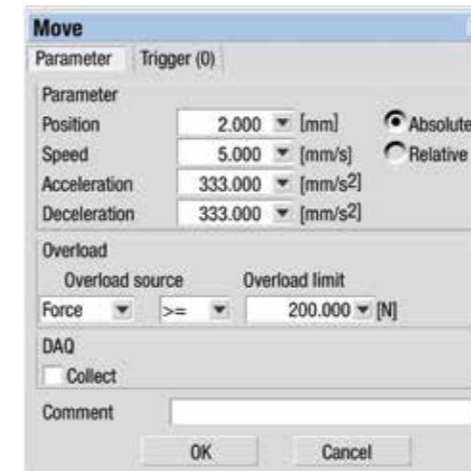 Move
Parameter Trigger (0)
Parameter
Position 2.000 [mm] Absolute
Speed 5.000 [mm/s] Relative
Acceleration 333.000 [mm/s2]
Deceleration 333.000 [mm/s2]
Overload
Overload source Overload limit
Force >= 200.000 [N]
DAQ
Collect
Comment
OK Cancel